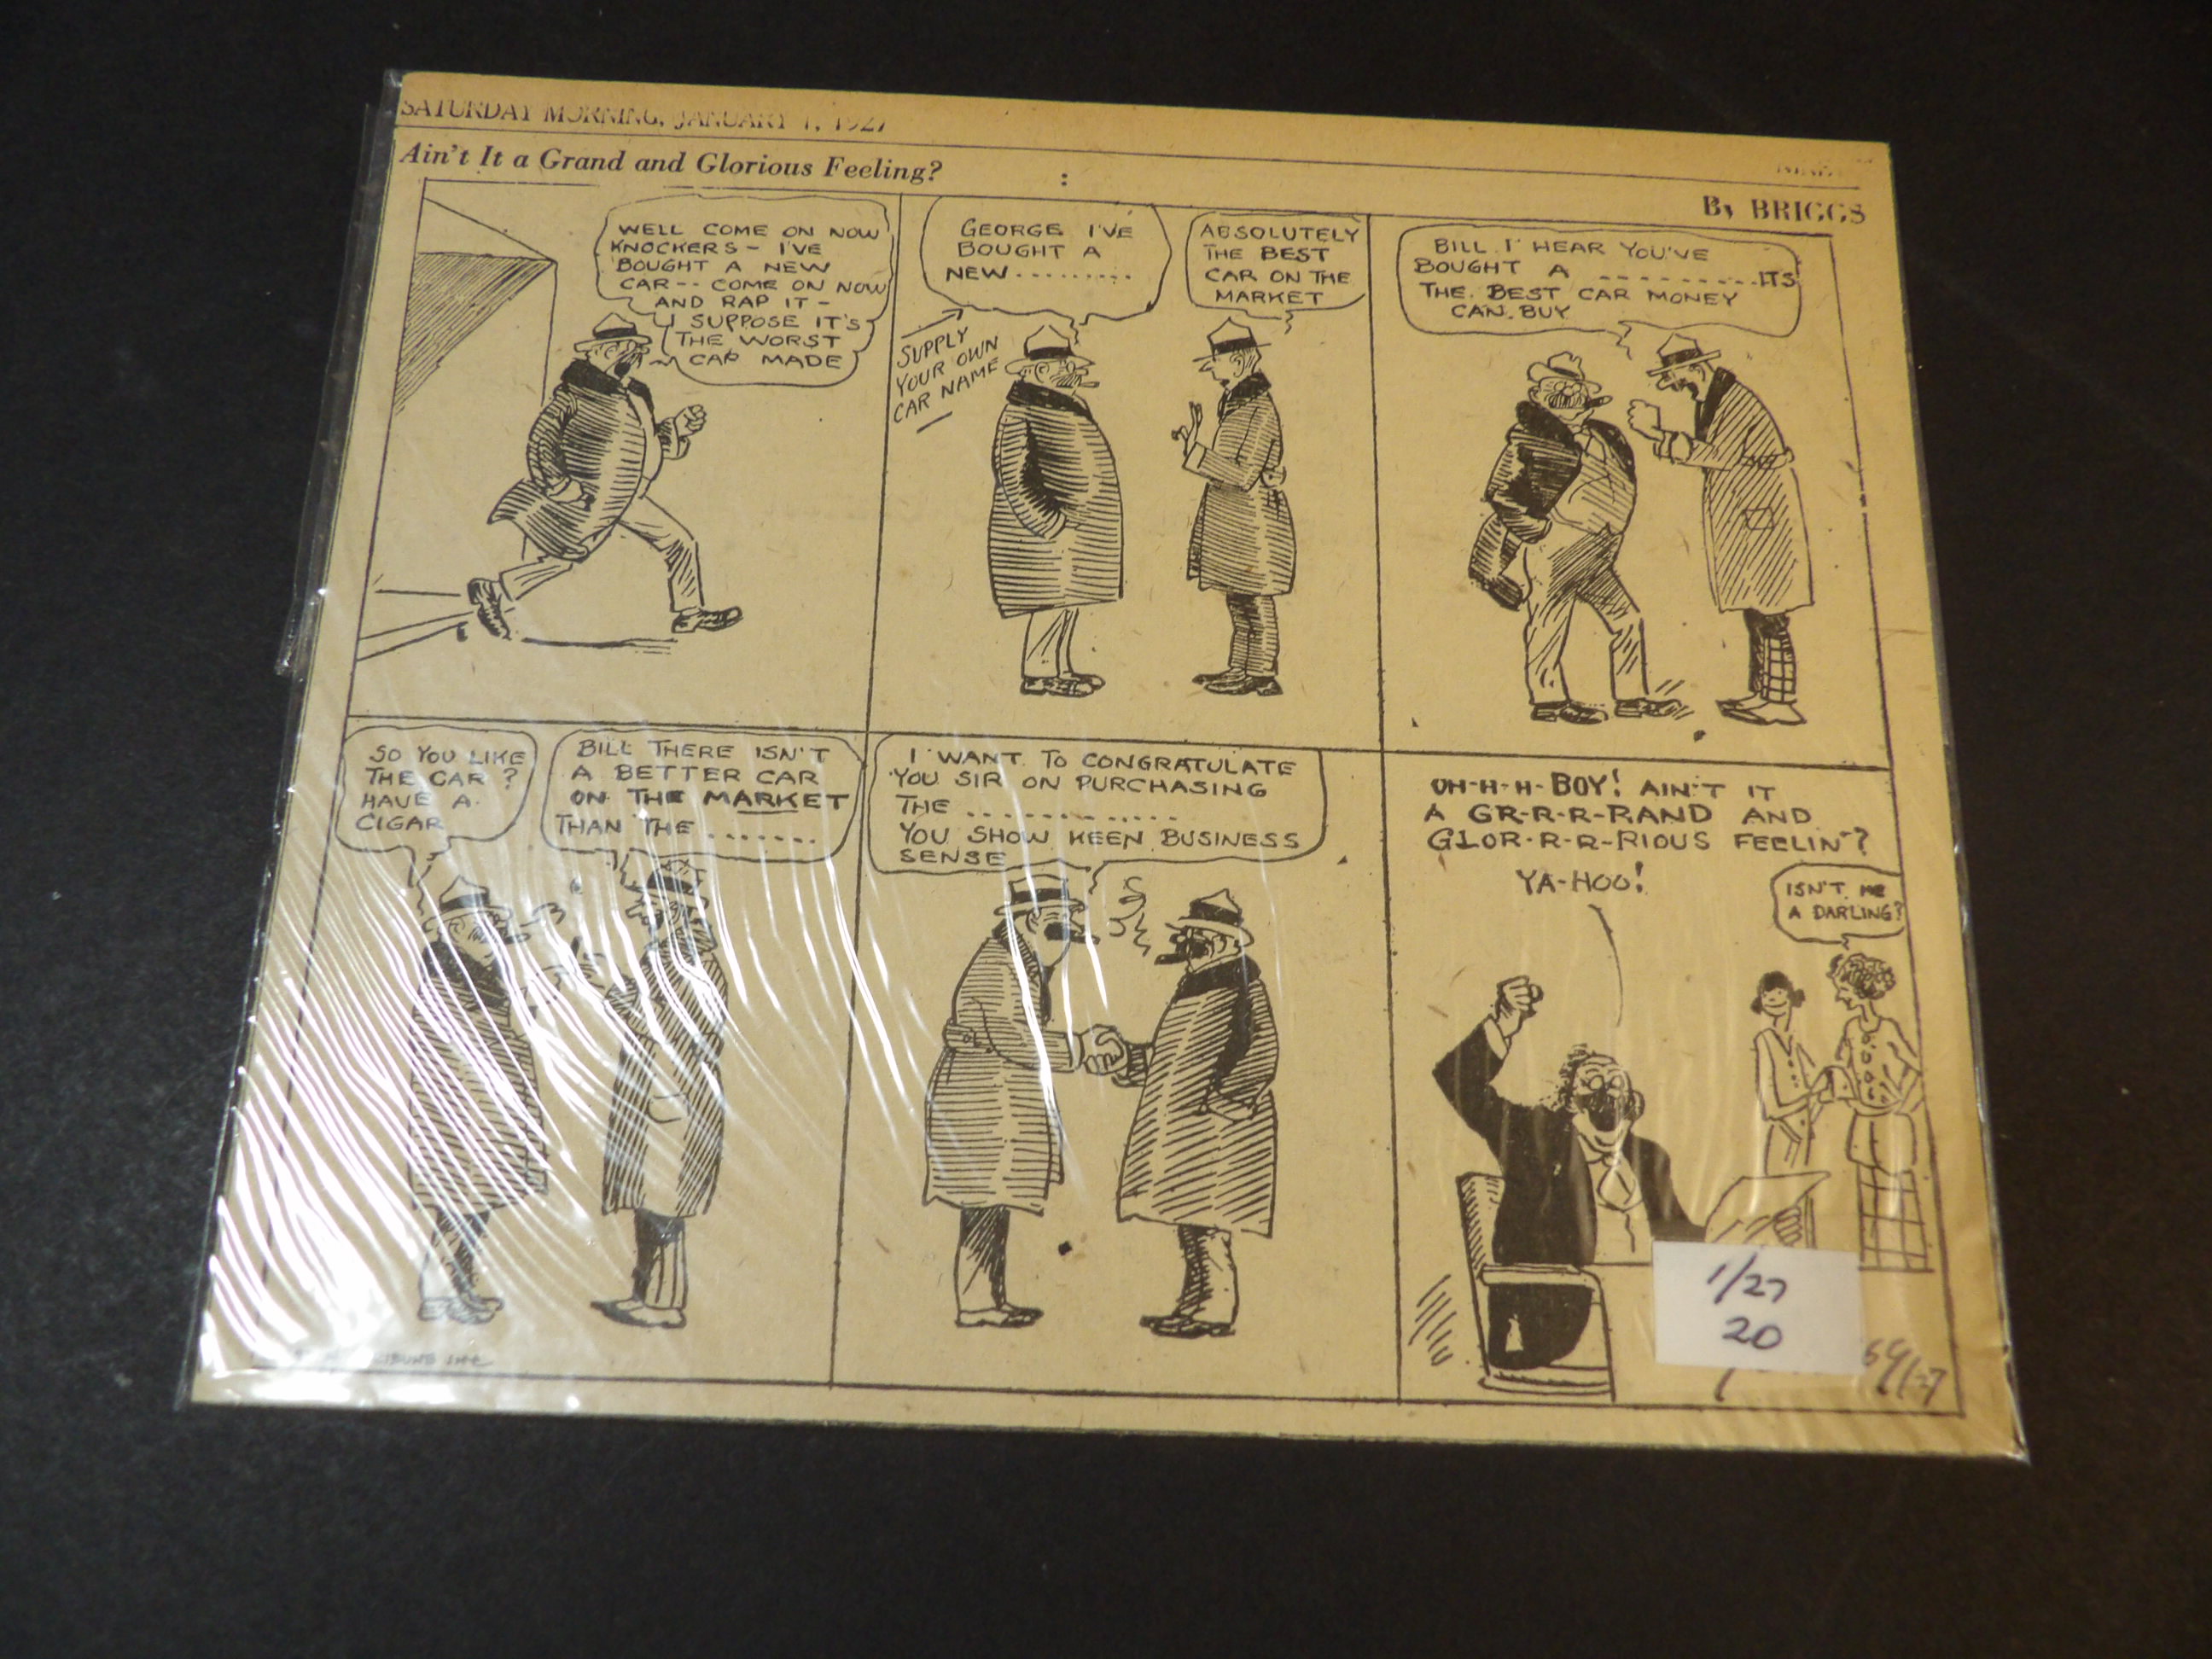 SATURDAY MORNING, JANUARY 1, 1927
Ain't It a Grand and Glorious Feeling?
:
By BRIGGS
WELL COME ON NOW
KNOCKERS - I'VE
BOUGHT A NEW
CAR-- COME ON NOW
AND RAP IT -
I SUPPOSE IT'S
THE WORST
CAR MADE
GEORGE I'VE
BOUGHT A
NEW.........
SUPPLY
YOUR OWN
CAR NAME
ABSOLUTELY
THE BEST
CAR ON THE
MARKET
BILL I HEAR YOU'VE
BOUGHT A ......... ITS
THE BEST CAR MONEY
CAN BUY
SO YOU LIKE
THE CAR?
HAVE A
CIGAR
BILL THERE ISN'T
A BETTER CAR
ON THE MARKET
THAN THE .......
I WANT TO CONGRATULATE
YOU SIR ON PURCHASING
THE .............
YOU SHOW KEEN BUSINESS
SENSE
OH-H-H-BOY! AIN'T IT
A GR-R-R-RAND AND
GLOR-R-R-RIOUS FEELIN'?
YA-HOO!
ISN'T HE
A DARLING?
1/27
20